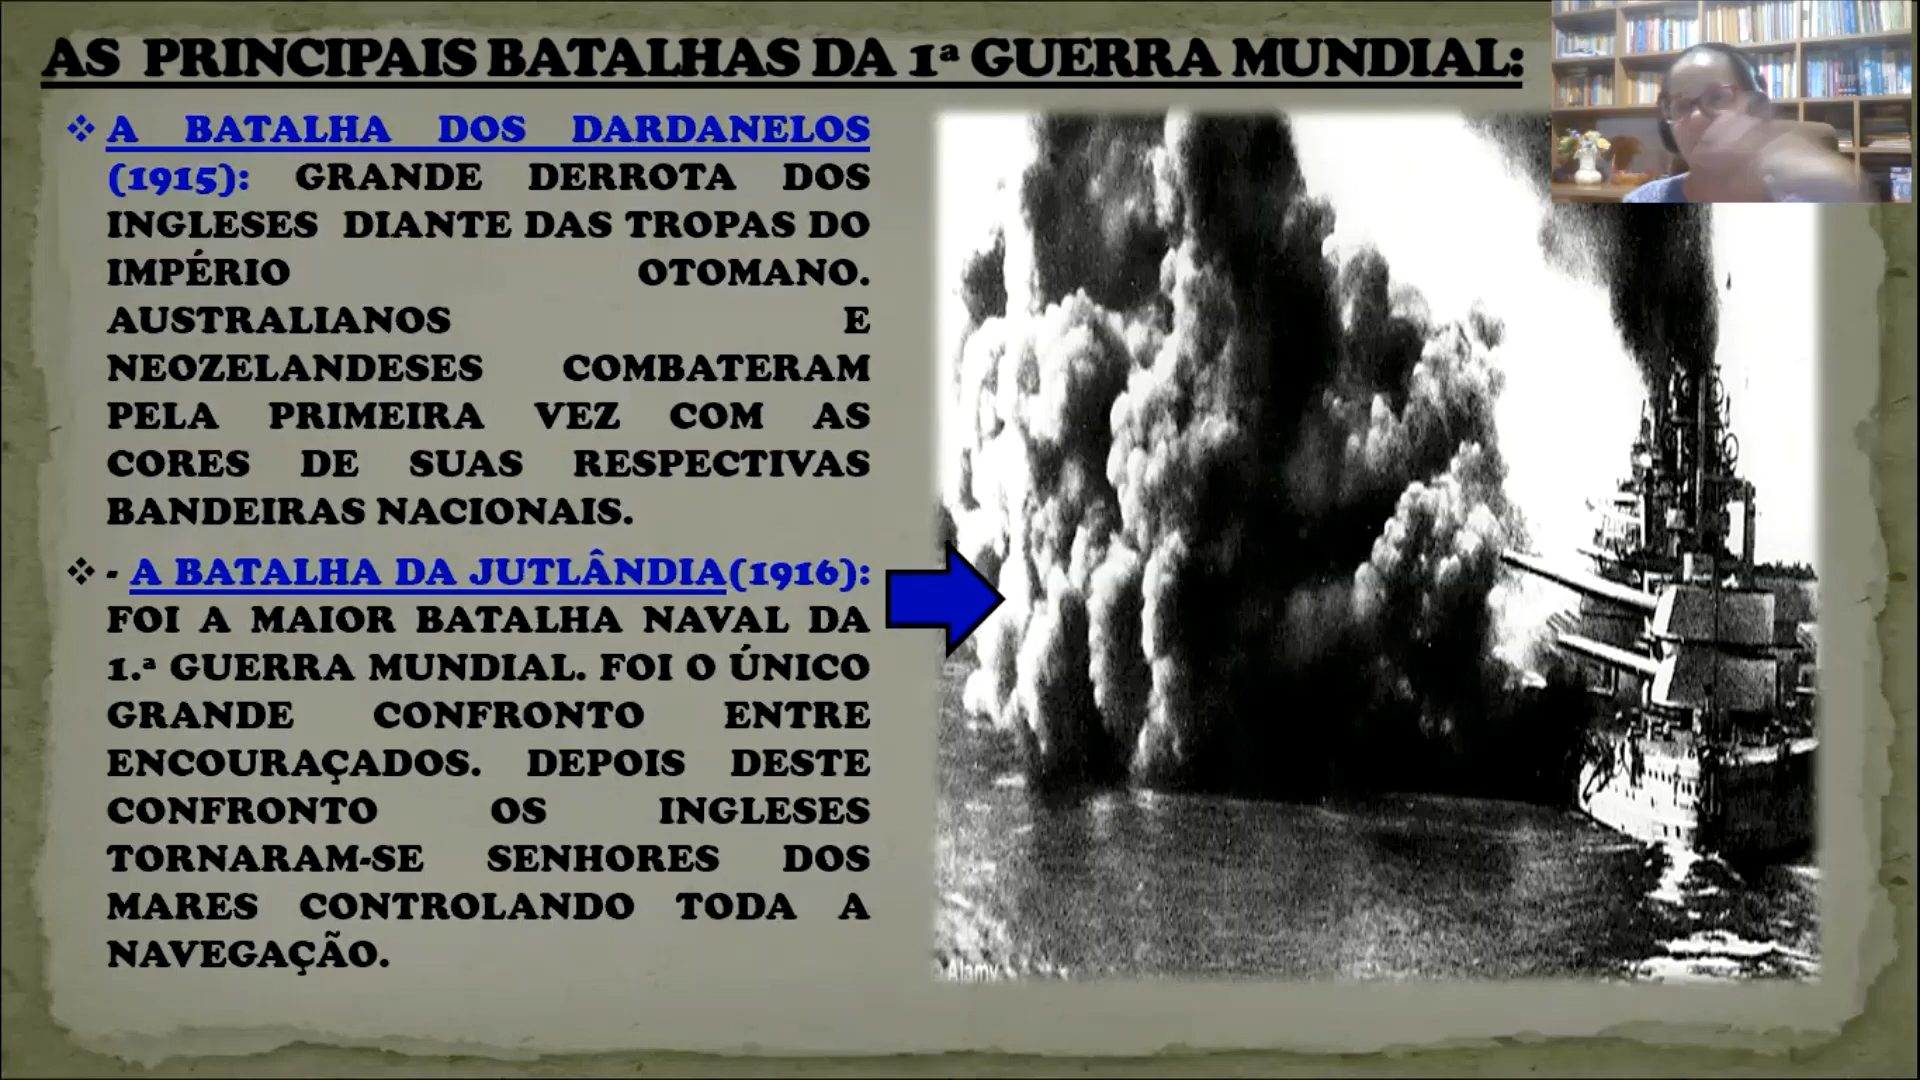 AS PRINCIPAIS BATALHAS DA 1ª GUERRA MUNDIAL:
A BATALHA DOS DARDANELOS
(1915): GRANDE DERROTA DOS
INGLESES DIANTE DAS TROPAS DO
IMPÉRIO OTOMANO.
AUSTRALIANOS E
NEOZELANDESES COMBATERAM
PELA PRIMEIRA VEZ COM AS
CORES DE SUAS RESPECTIVAS
BANDEIRAS NACIONAIS.
- A BATALHA DA JUTLÂNDIA(1916):
FOI A MAIOR BATALHA NAVAL DA
1.ª GUERRA MUNDIAL. FOI O ÚNICO
GRANDE CONFRONTO ENTRE
ENCOURAÇADOS. DEPOIS DESTE
CONFRONTO OS INGLESES
TORNARAM-SE SENHORES DOS
MARES CONTROLANDO TODA A
NAVEGAÇÃO.
Alamy